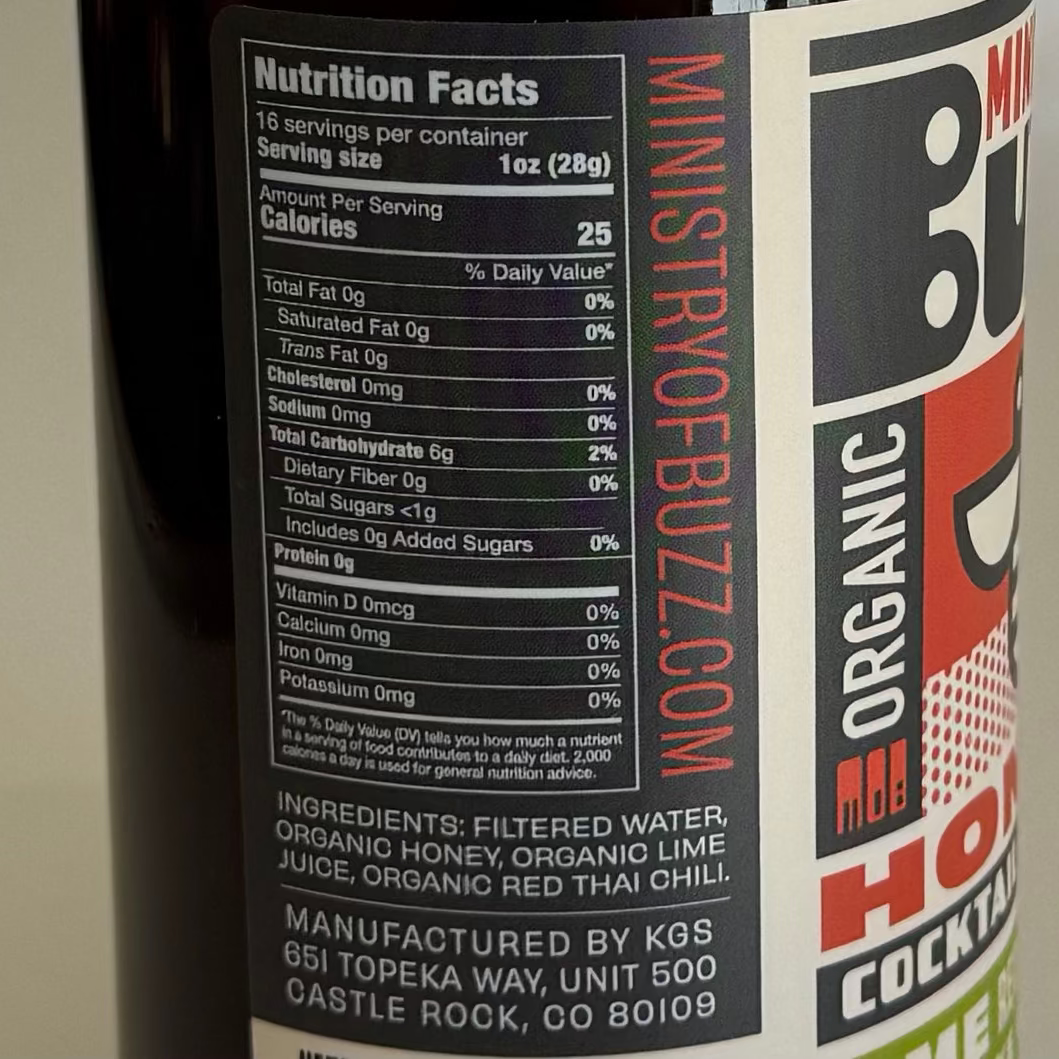 Nutrition Facts
16 servings per container
Serving size 1oz (28g)
Amount Per Serving
Calories 25
% Daily Value*
Total Fat 0g 0%
Saturated Fat 0g 0%
Trans Fat 0g
Cholesterol 0mg 0%
Sodium 0mg 0%
Total Carbohydrate 6g 2%
Dietary Fiber 0g 0%
Total Sugars <1g
Includes 0g Added Sugars 0%
Protein 0g
Vitamin D 0mcg 0%
Calcium 0mg 0%
Iron 0mg 0%
Potassium 0mg 0%
*The % Daily Value (DV) tells you how much a nutrient
in a serving of food contributes to a daily diet. 2,000
calories a day is used for general nutrition advice.
INGREDIENTS: FILTERED WATER,
ORGANIC HONEY, ORGANIC LIME
JUICE, ORGANIC RED THAI CHILI.
MANUFACTURED BY KGS
651 TOPEKA WAY, UNIT 500
CASTLE ROCK, CO 80109
MINISTRYOFBUZZ.COM
MIN
BU
ORGANIC
MOB
HON
COCKTA